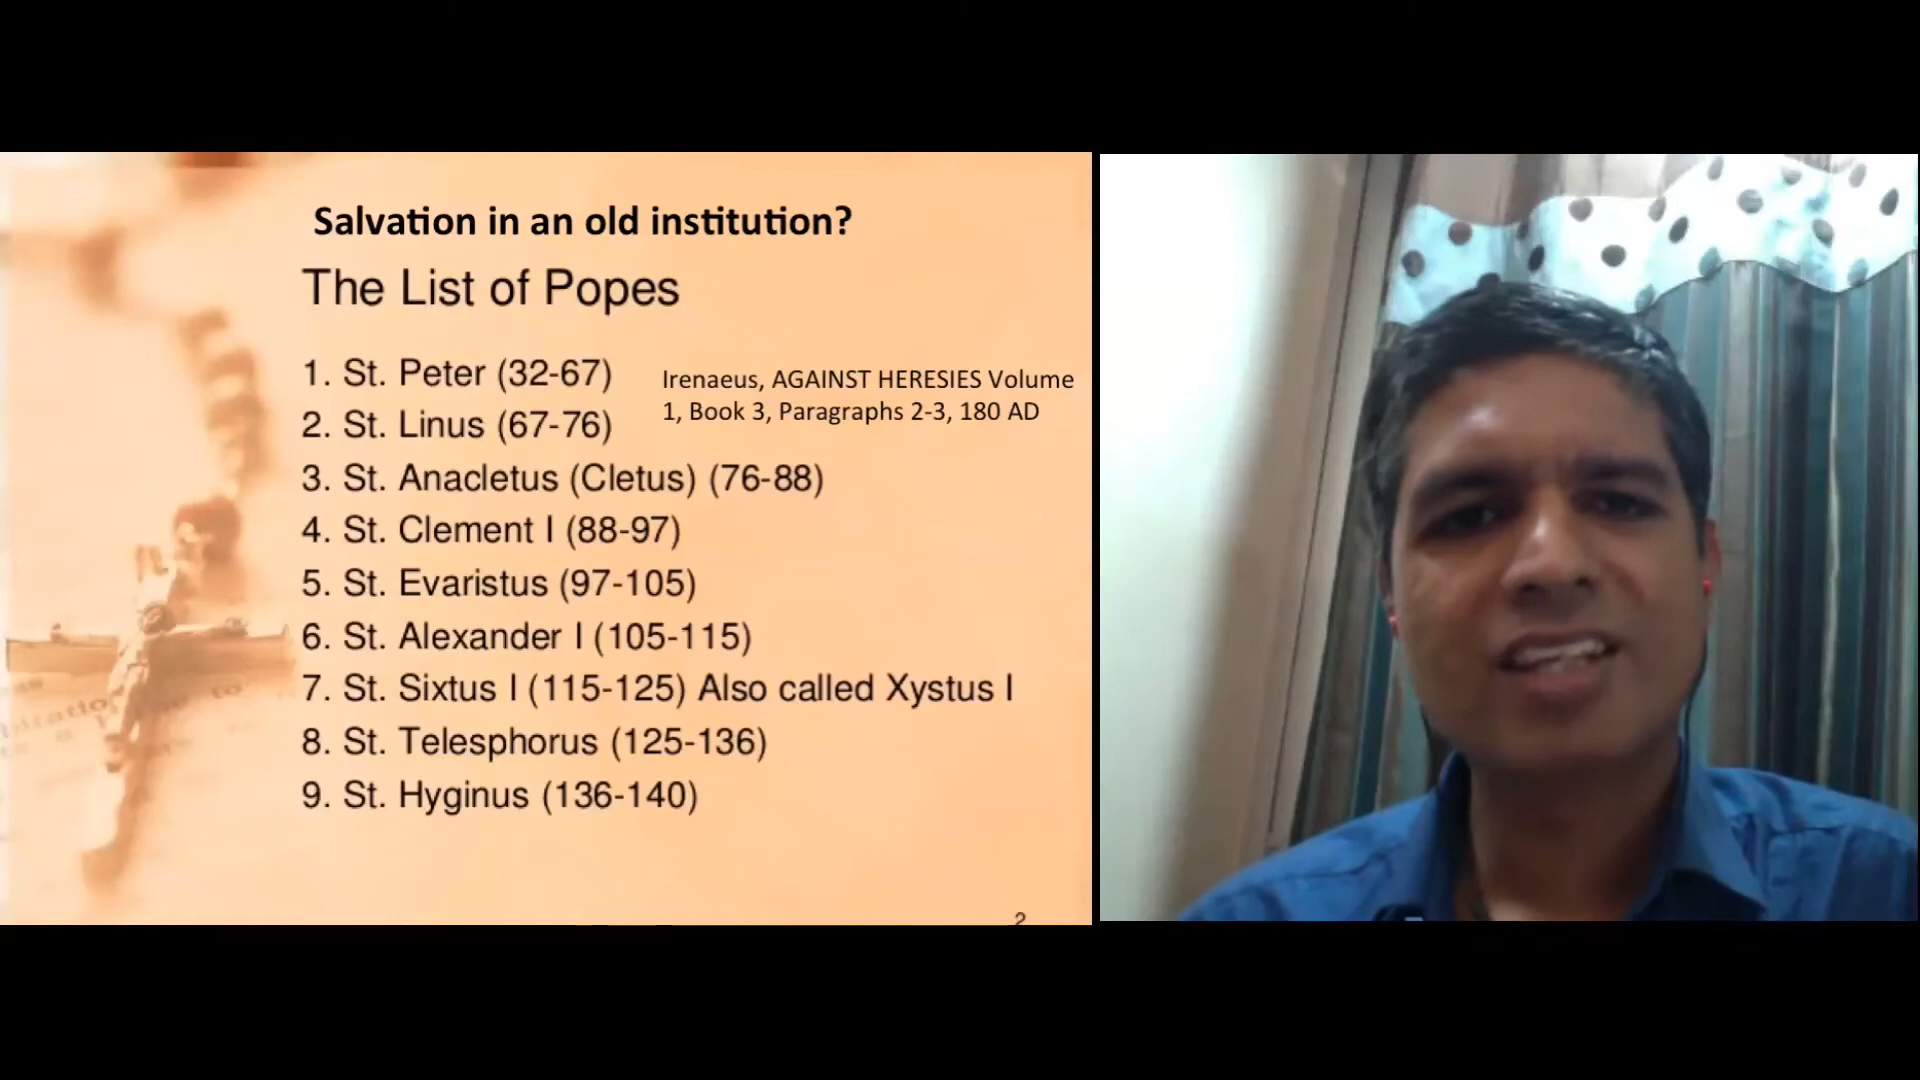 Salvation in an old institution?
The List of Popes
1. St. Peter (32-67)
Irenaeus, AGAINST HERESIES Volume
1, Book 3, Paragraphs 2-3, 180 AD
2. St. Linus (67-76)
3. St. Anacletus (Cletus) (76-88)
4. St. Clement I (88-97)
5. St. Evaristus (97-105)
6. St. Alexander I (105-115)
7. St. Sixtus I (115-125) Also called Xystus I
8. St. Telesphorus (125-136)
9. St. Hyginus (136-140)
2